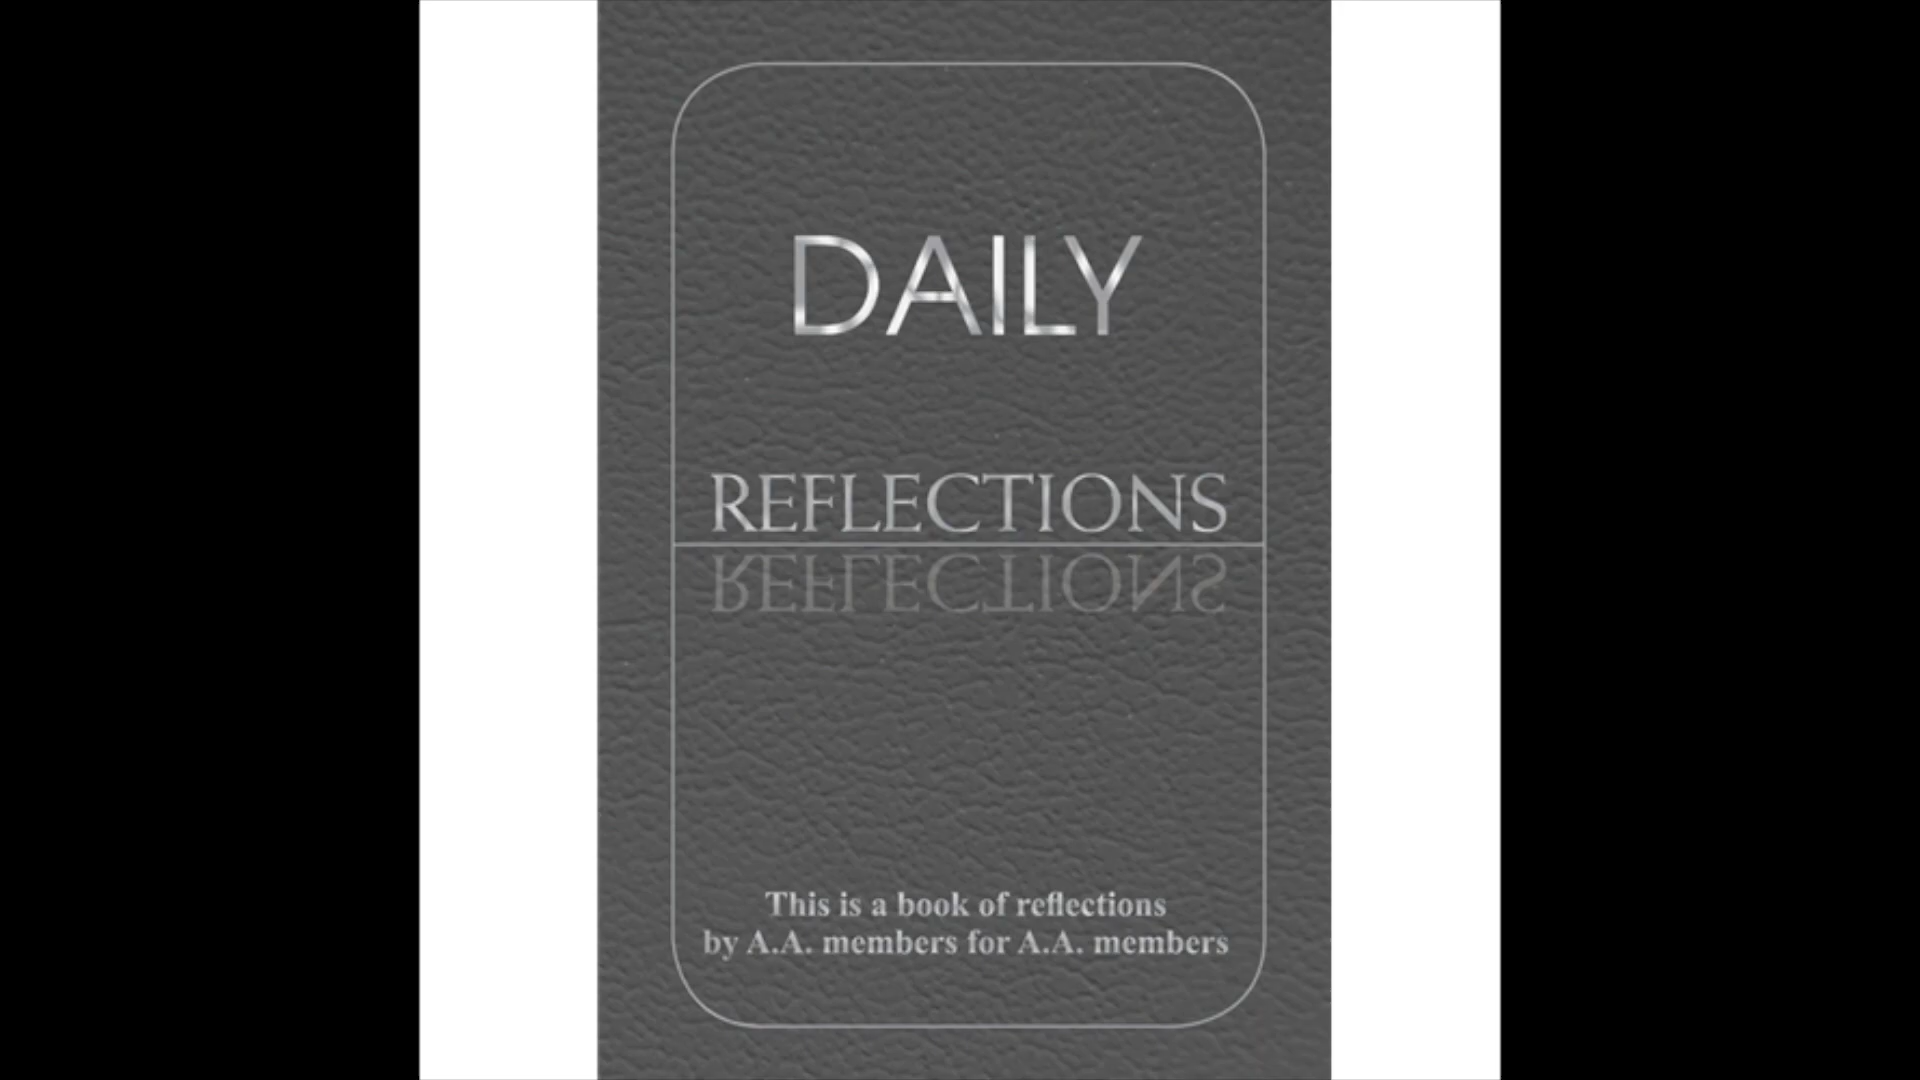 DAILY
REFLECTIONS
REFLECTIONS
This is a book of reflections
by A.A. members for A.A. members